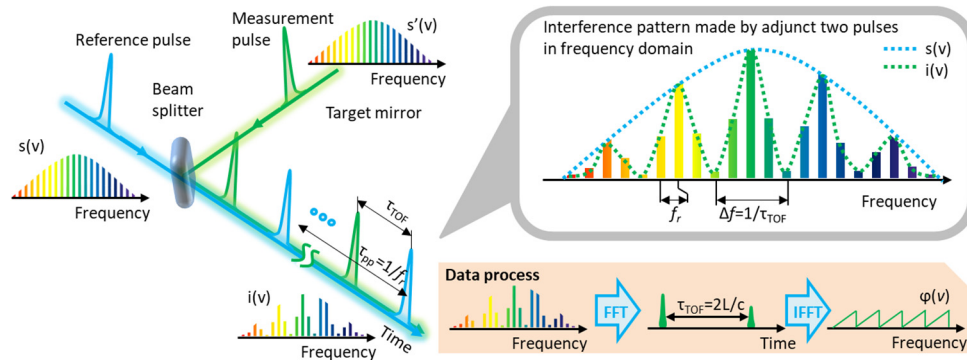 Reference pulse
Measurement
pulse
s'(v)
Frequency
Beam
splitter
Target mirror
s(v)
Frequency
τTOF
τpp=1/fr
i(v)
Frequency
Time
Interference pattern made by adjunct two pulses
in frequency domain
s(v)
i(v)
fr
Δf=1/τTOF
Frequency
Data process
Frequency
FFT
τTOF=2L/c
Time
IFFT
φ(ν)
Frequency